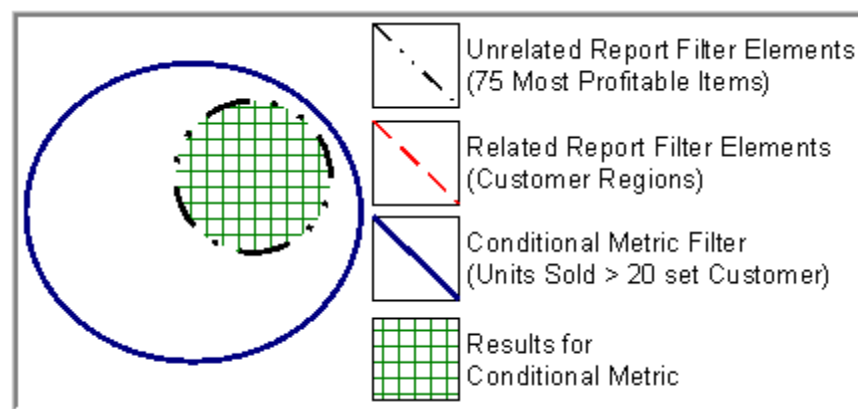 Unrelated Report Filter Elements
(75 Most Profitable Items)
Related Report Filter Elements
(Customer Regions)
Conditional Metric Filter
(Units Sold > 20 set Customer)
Results for
Conditional Metric